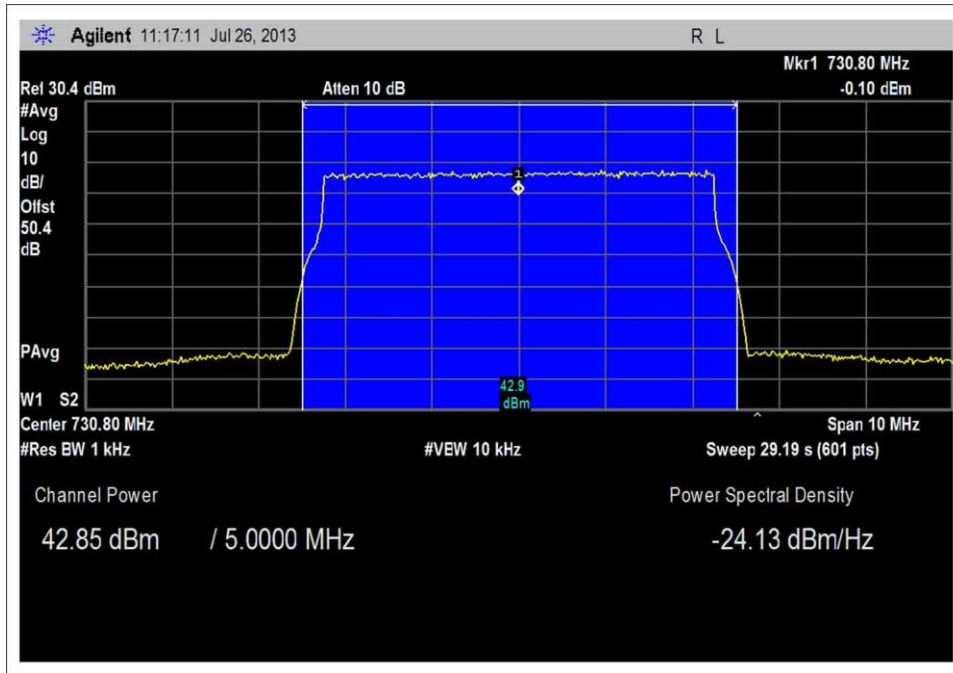 Agilent 11:17:11 Jul 26, 2013 R L
Mkr1 730.80 MHz
Rel 30.4 dBm Atten 10 dB -0.10 dBm
#Avg
Log
10
dB/
Offst
50.4
dB
1
PAvg
42.9
dBm
W1 S2
Center 730.80 MHz Span 10 MHz
#Res BW 1 kHz #VBW 10 kHz Sweep 29.19 s (601 pts)
Channel Power Power Spectral Density
42.85 dBm / 5.0000 MHz -24.13 dBm/Hz